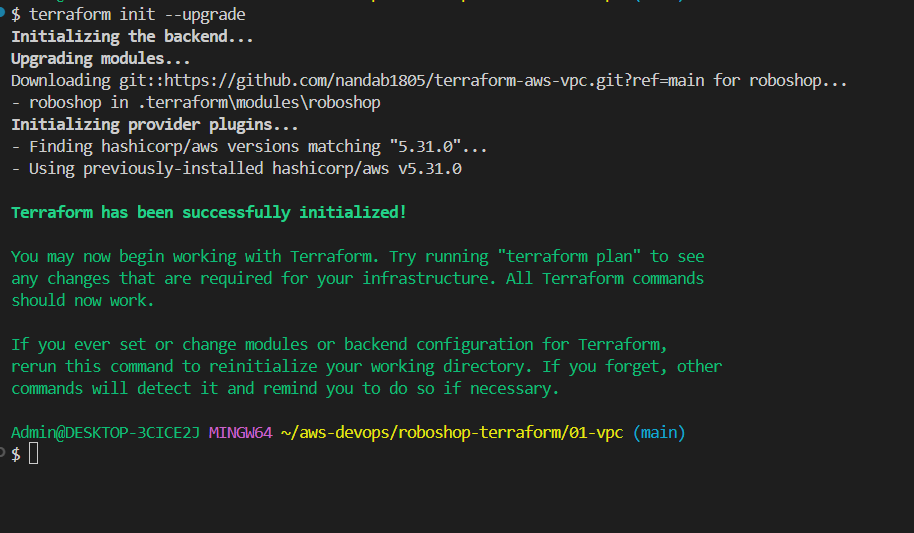 $ terraform init --upgrade
Initializing the backend...
Upgrading modules...
Downloading git::https://github.com/nandab1805/terraform-aws-vpc.git?ref=main for roboshop...
- roboshop in .terraform\modules\roboshop
Initializing provider plugins...
- Finding hashicorp/aws versions matching "5.31.0"...
- Using previously-installed hashicorp/aws v5.31.0
Terraform has been successfully initialized!
You may now begin working with Terraform. Try running "terraform plan" to see
any changes that are required for your infrastructure. All Terraform commands
should now work.
If you ever set or change modules or backend configuration for Terraform,
rerun this command to reinitialize your working directory. If you forget, other
commands will detect it and remind you to do so if necessary.
Admin@DESKTOP-3CICE2J MINGW64 ~/aws-devops/roboshop-terraform/01-vpc (main)
$